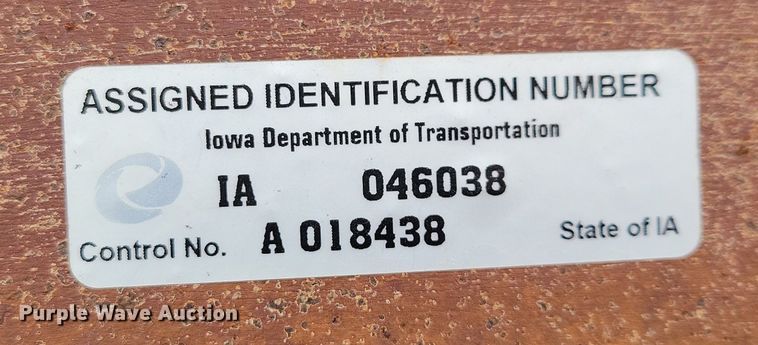 ASSIGNED IDENTIFICATION NUMBER
Iowa Department of Transportation
IA 046038
Control No. A 018438 State of IA
Purple Wave Auction